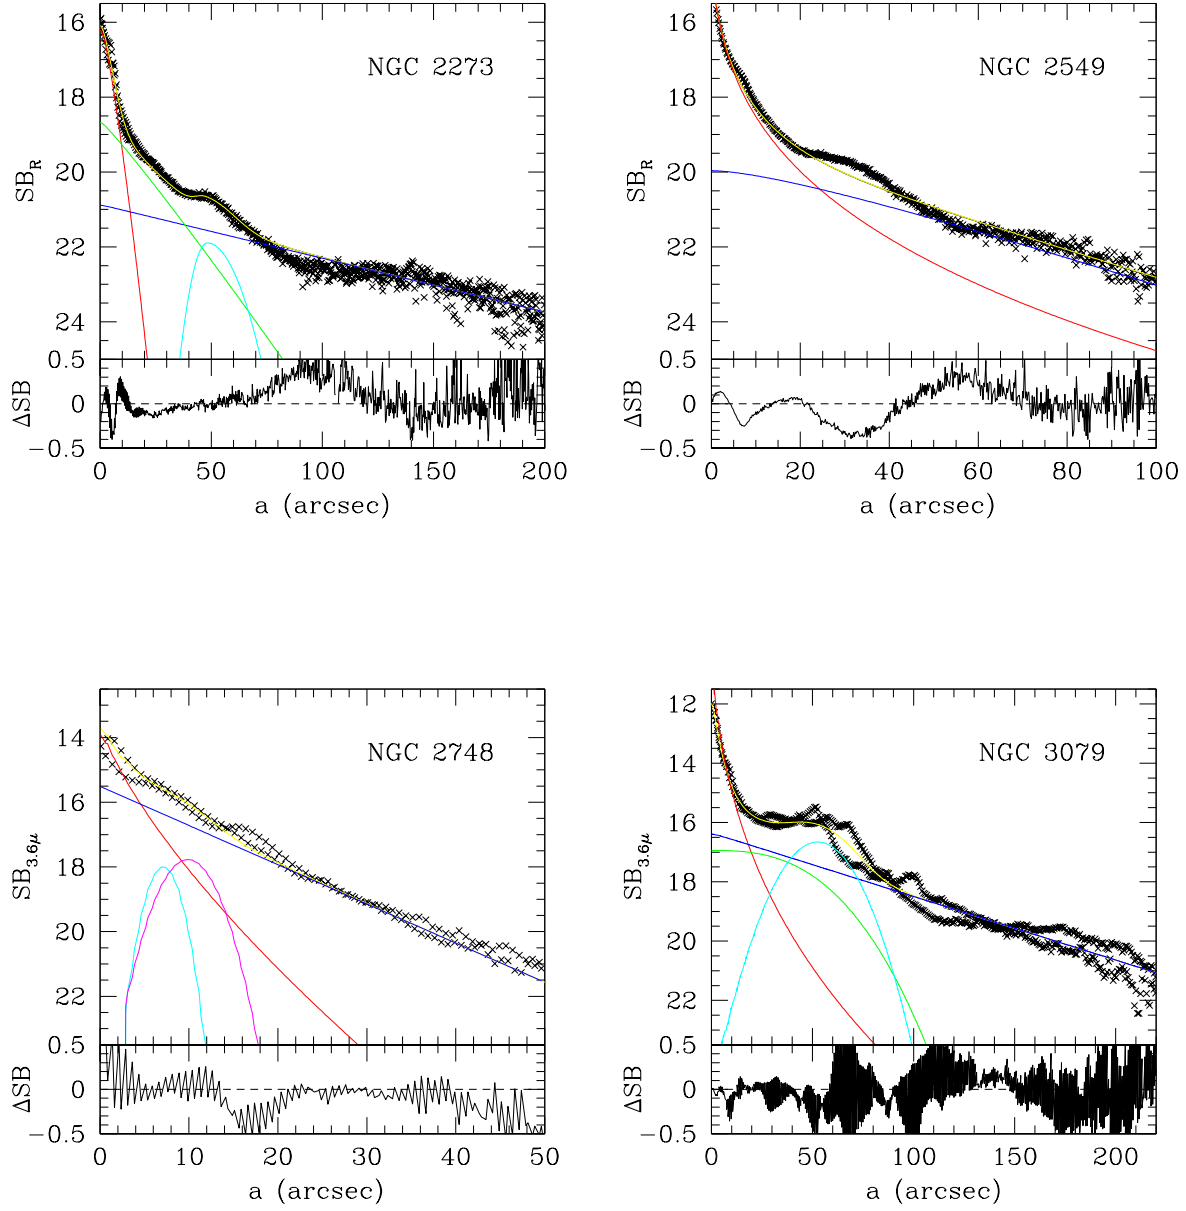 NGC 2273
SB_R
16
18
20
22
24
ΔSB
0.5
0
−0.5
0 50 100 150 200
a (arcsec)
NGC 2549
SB_R
16
18
20
22
24
ΔSB
0.5
0
−0.5
0 20 40 60 80 100
a (arcsec)
NGC 2748
SB_3.6μ
14
16
18
20
22
ΔSB
0.5
0
−0.5
0 10 20 30 40 50
a (arcsec)
NGC 3079
SB_3.6μ
12
14
16
18
20
22
ΔSB
0.5
0
−0.5
0 50 100 150 200
a (arcsec)